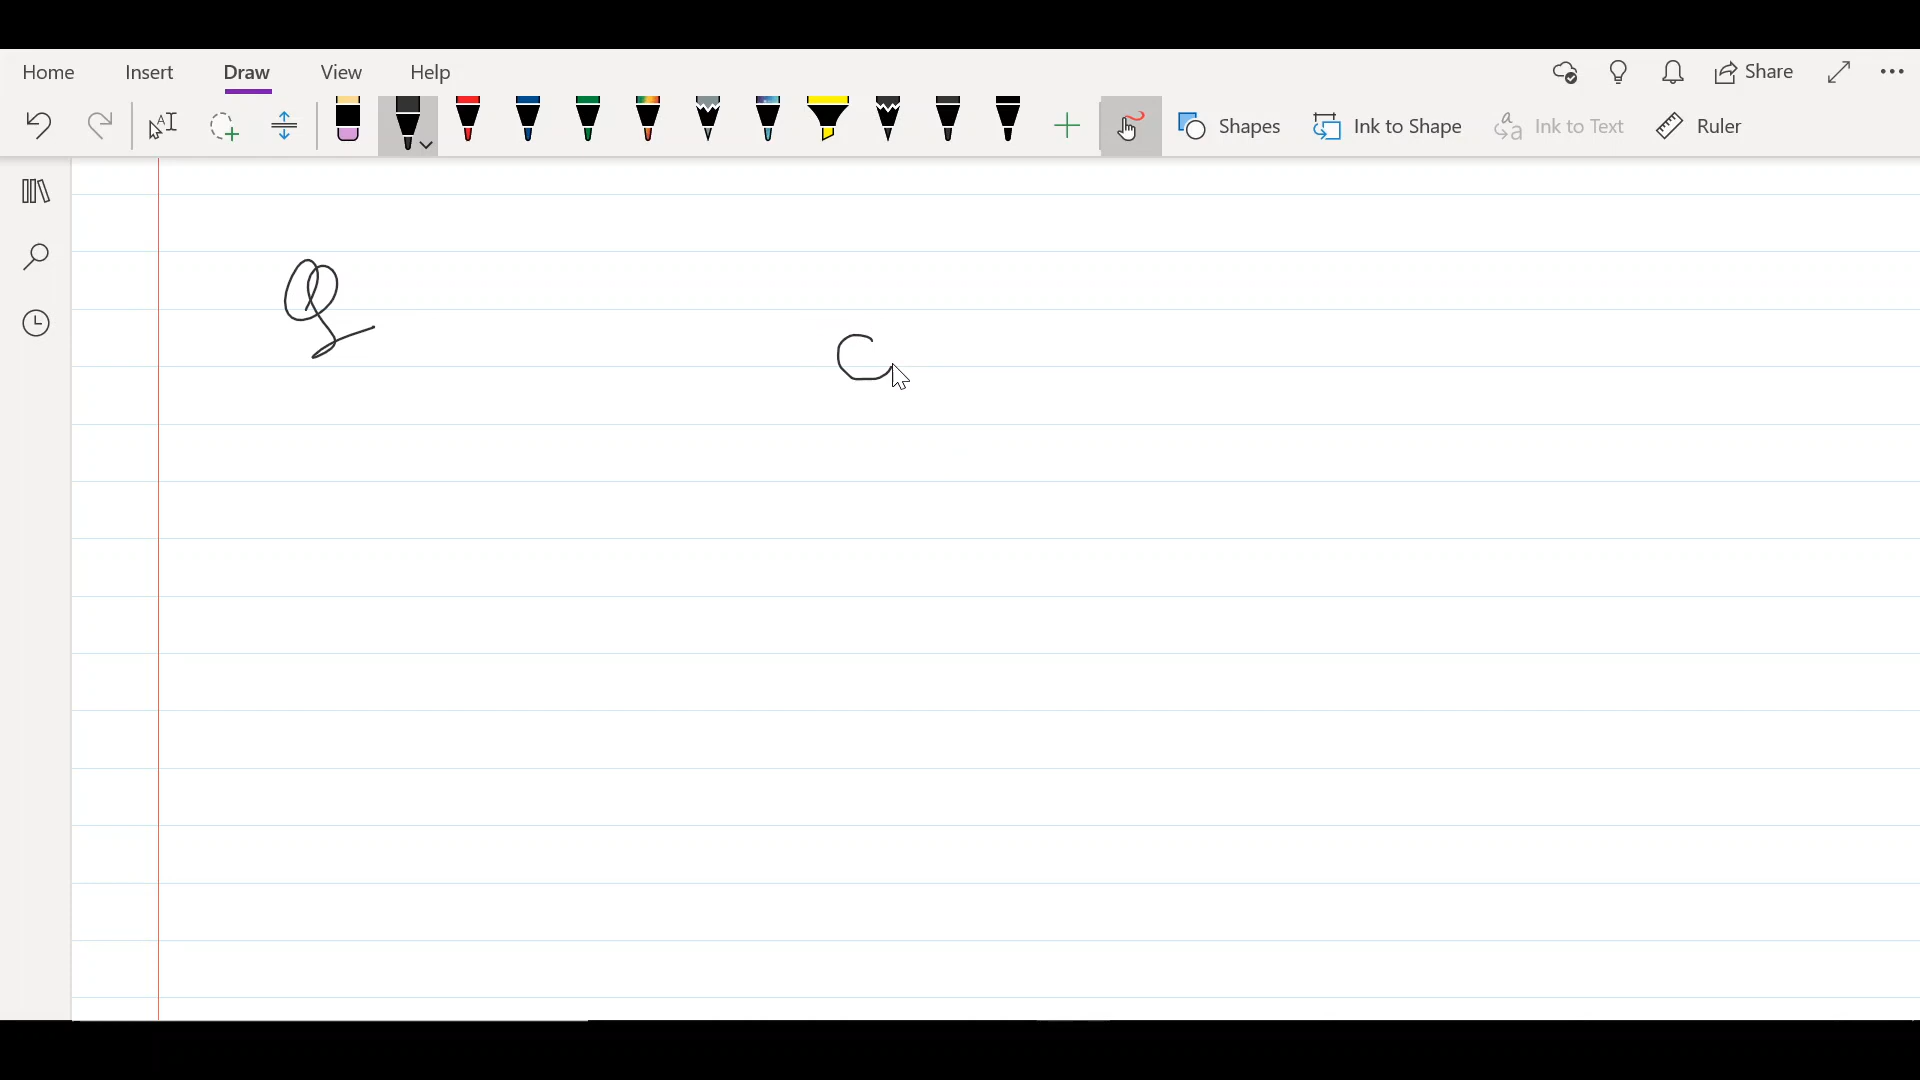 Home Insert Draw View Help Share
Shapes Ink to Shape Ink to Text Ruler
C